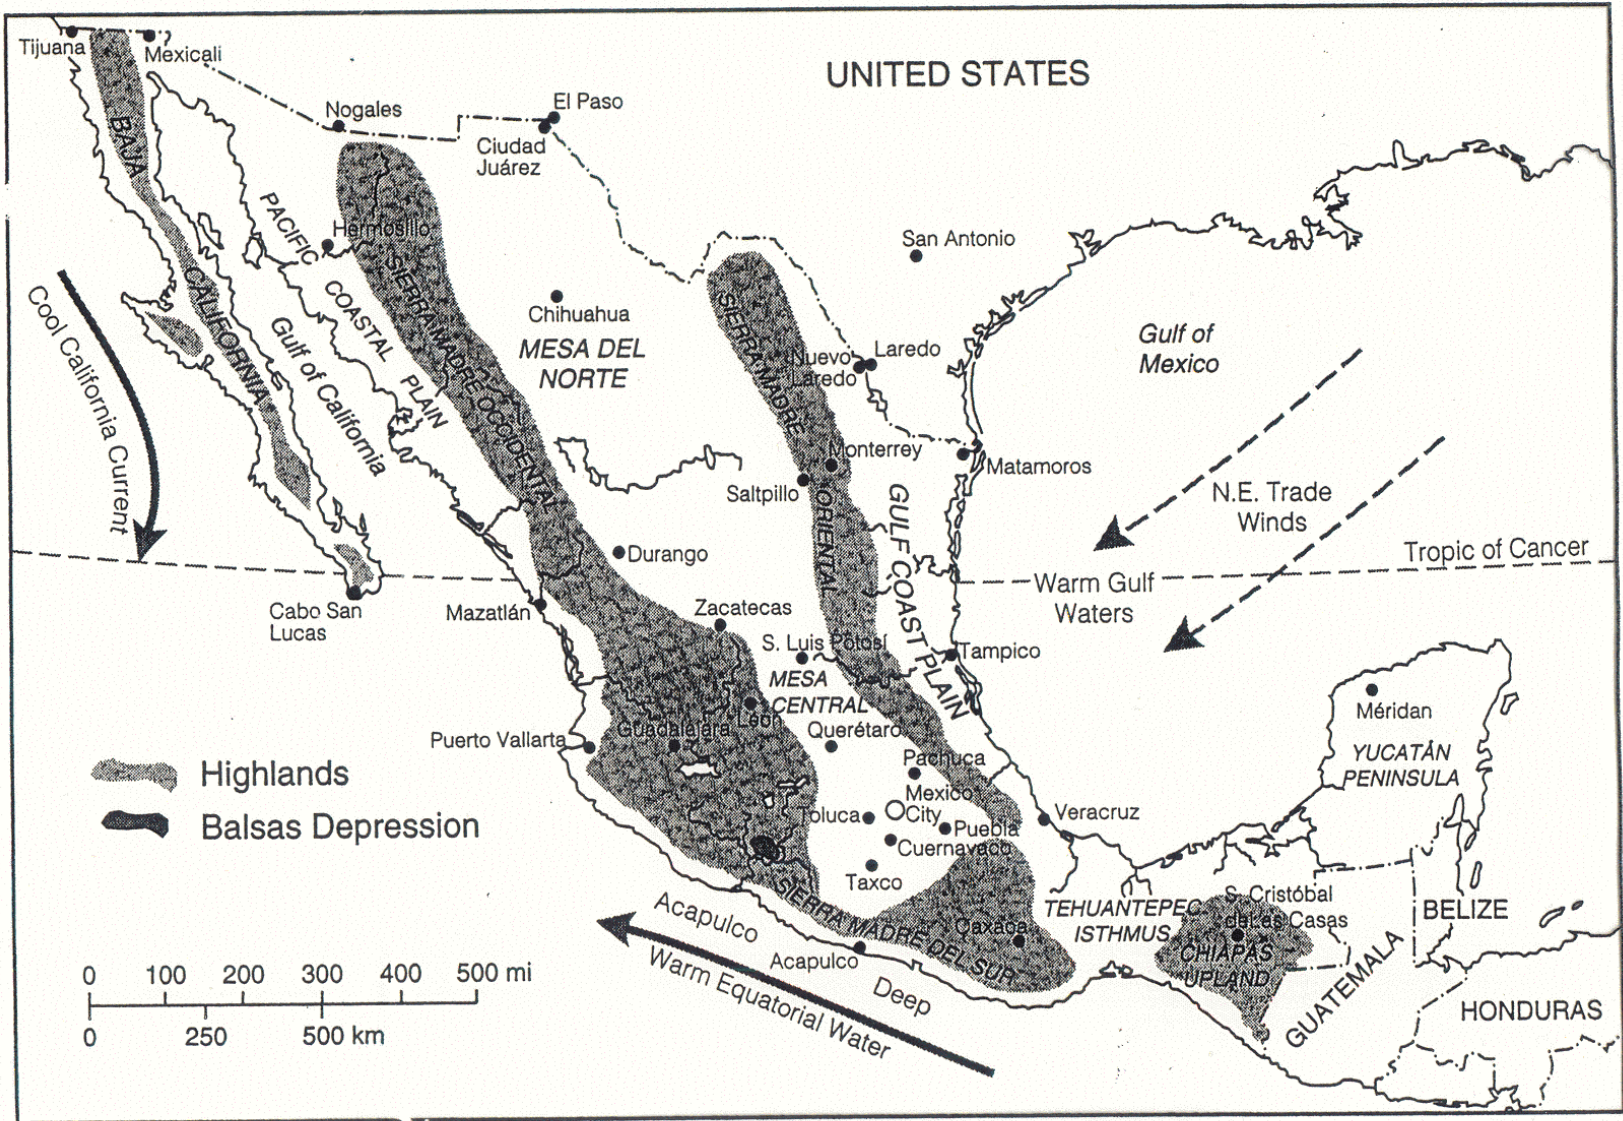 UNITED STATES
Tijuana
Mexicali
Nogales
El Paso
Ciudad
Juárez
BAJA
CALIFORNIA
PACIFIC
COASTAL
PLAIN
Hermosillo
San Antonio
SIERRA MADRE OCCIDENTAL
Chihuahua
MESA DEL
NORTE
SIERRA MADRE
ORIENTAL
Nuevo
Laredo
Laredo
Gulf of
Mexico
Cool California Current
Gulf of California
Monterrey
Saltpillo
Matamoros
GULF COAST PLAIN
N.E. Trade
Winds
Tropic of Cancer
Warm Gulf
Waters
Durango
Cabo San
Lucas
Mazatlán
Zacatecas
S. Luis Potosí
Tampico
MESA
CENTRAL
León
Guadalajara
Querétaro
Puerto Vallarta
Méridan
YUCATÁN
PENINSULA
Pachuca
Mexico
City
Toluca
Puebla
Cuernavaca
Veracruz
Taxco
Highlands
Balsas Depression
SIERRA MADRE DEL SUR
Oaxaca
TEHUANTEPEC
ISTHMUS
S. Cristóbal
de Las Casas
CHIAPAS
UPLAND
BELIZE
GUATEMALA
HONDURAS
Acapulco
Acapulco
Deep
Warm Equatorial Water
0 100 200 300 400 500 mi
0 250 500 km